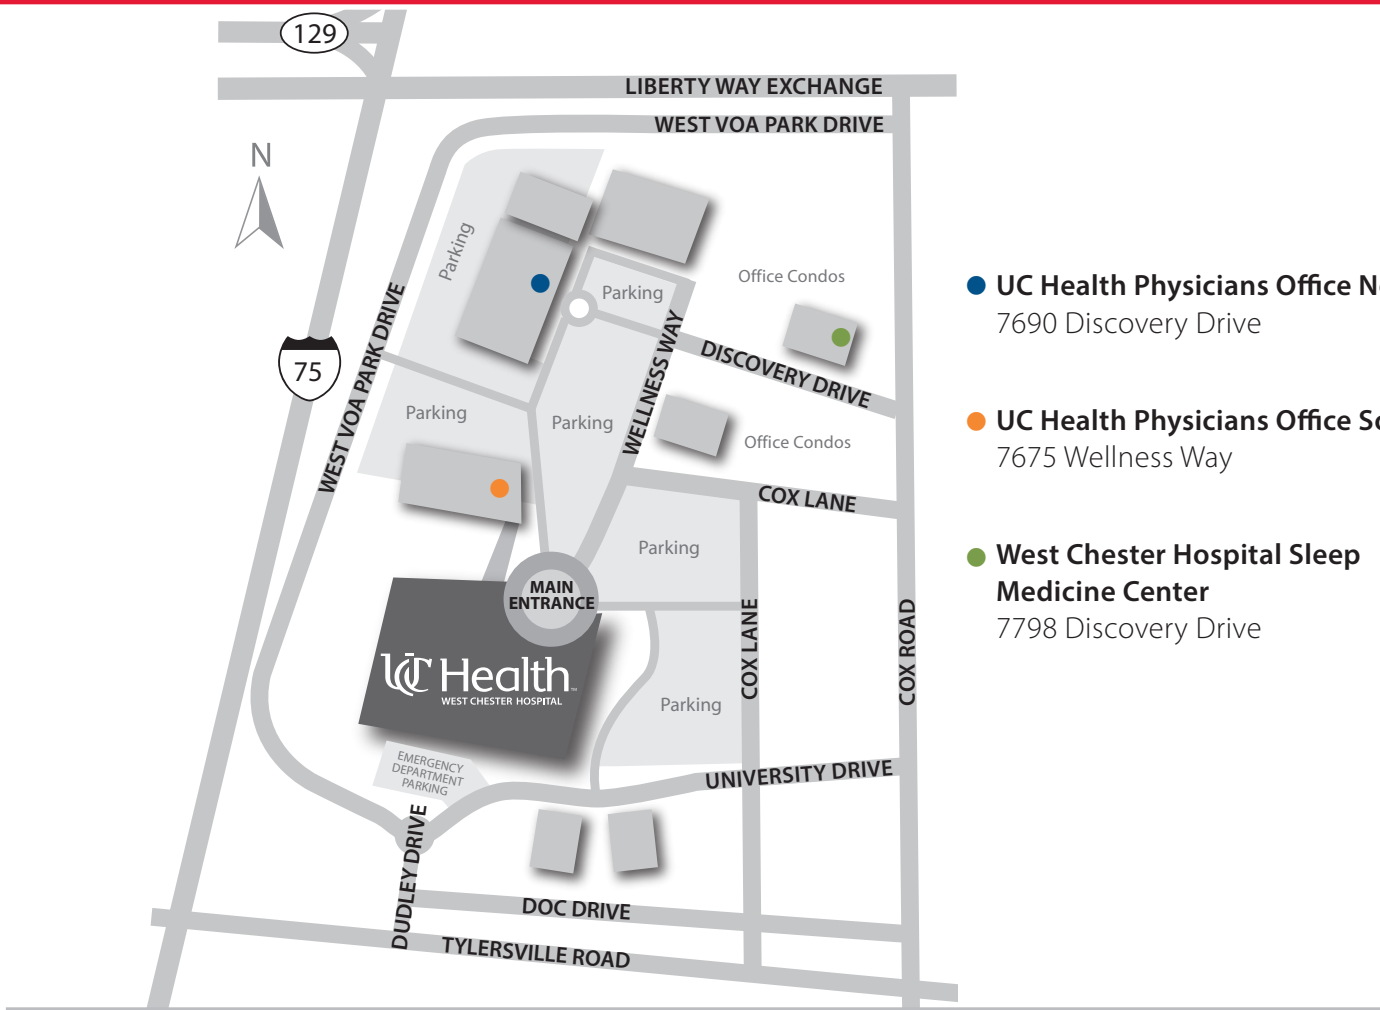 129
LIBERTY WAY EXCHANGE
WEST VOA PARK DRIVE
N
Parking
Office Condos
Parking
WEST VOA PARK DRIVE
WELLNESS WAY
DISCOVERY DRIVE
75
Parking
Parking
Office Condos
COX LANE
Parking
MAIN
ENTRANCE
COX LANE
COX ROAD
UC Health™
WEST CHESTER HOSPITAL
Parking
EMERGENCY
DEPARTMENT
PARKING
UNIVERSITY DRIVE
DUDLEY DRIVE
DOC DRIVE
TYLERSVILLE ROAD
UC Health Physicians Office
7690 Discovery Drive
UC Health Physicians Office
7675 Wellness Way
West Chester Hospital Sleep
Medicine Center
7798 Discovery Drive